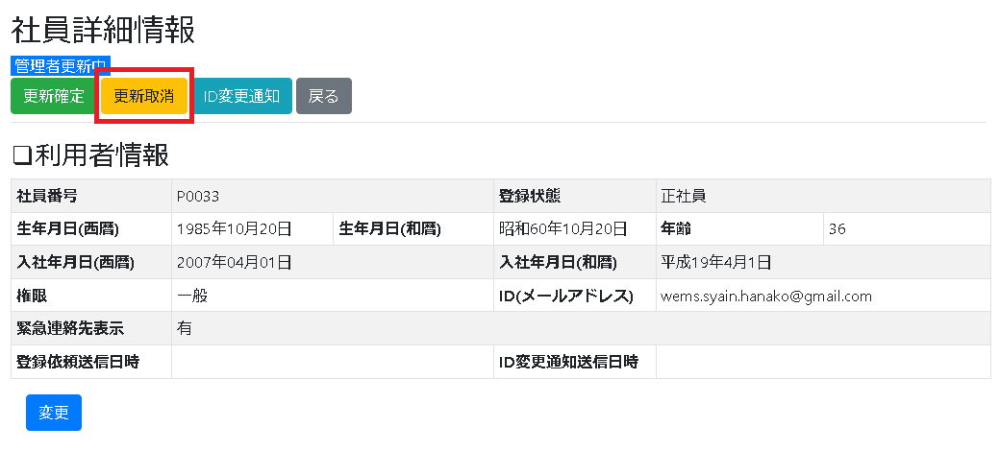 社員詳細情報
管理者更新中
更新確定 更新取消 ID変更通知 戻る
❏利用者情報
社員番号 P0033 登録状態 正社員
生年月日(西暦) 1985年10月20日 生年月日(和暦) 昭和60年10月20日 年齢 36
入社年月日(西暦) 2007年04月01日 入社年月日(和暦) 平成19年4月1日
権限 一般 ID(メールアドレス) wems.syain.hanako@gmail.com
緊急連絡先表示 有
登録依頼送信日時 ID変更通知送信日時
変更